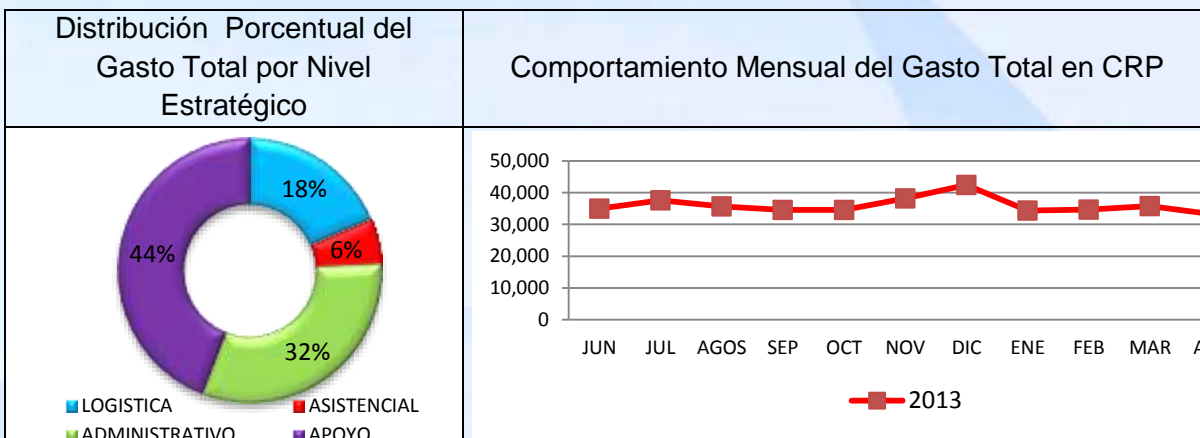 Distribución Porcentual del
Gasto Total por Nivel
Estratégico
Comportamiento Mensual del Gasto Total en CRP
18%
6%
32%
44%
LOGISTICA
ASISTENCIAL
ADMINISTRATIVO
APOYO
50,000
40,000
30,000
20,000
10,000
0
JUN JUL AGOS SEP OCT NOV DIC ENE FEB MAR
2013